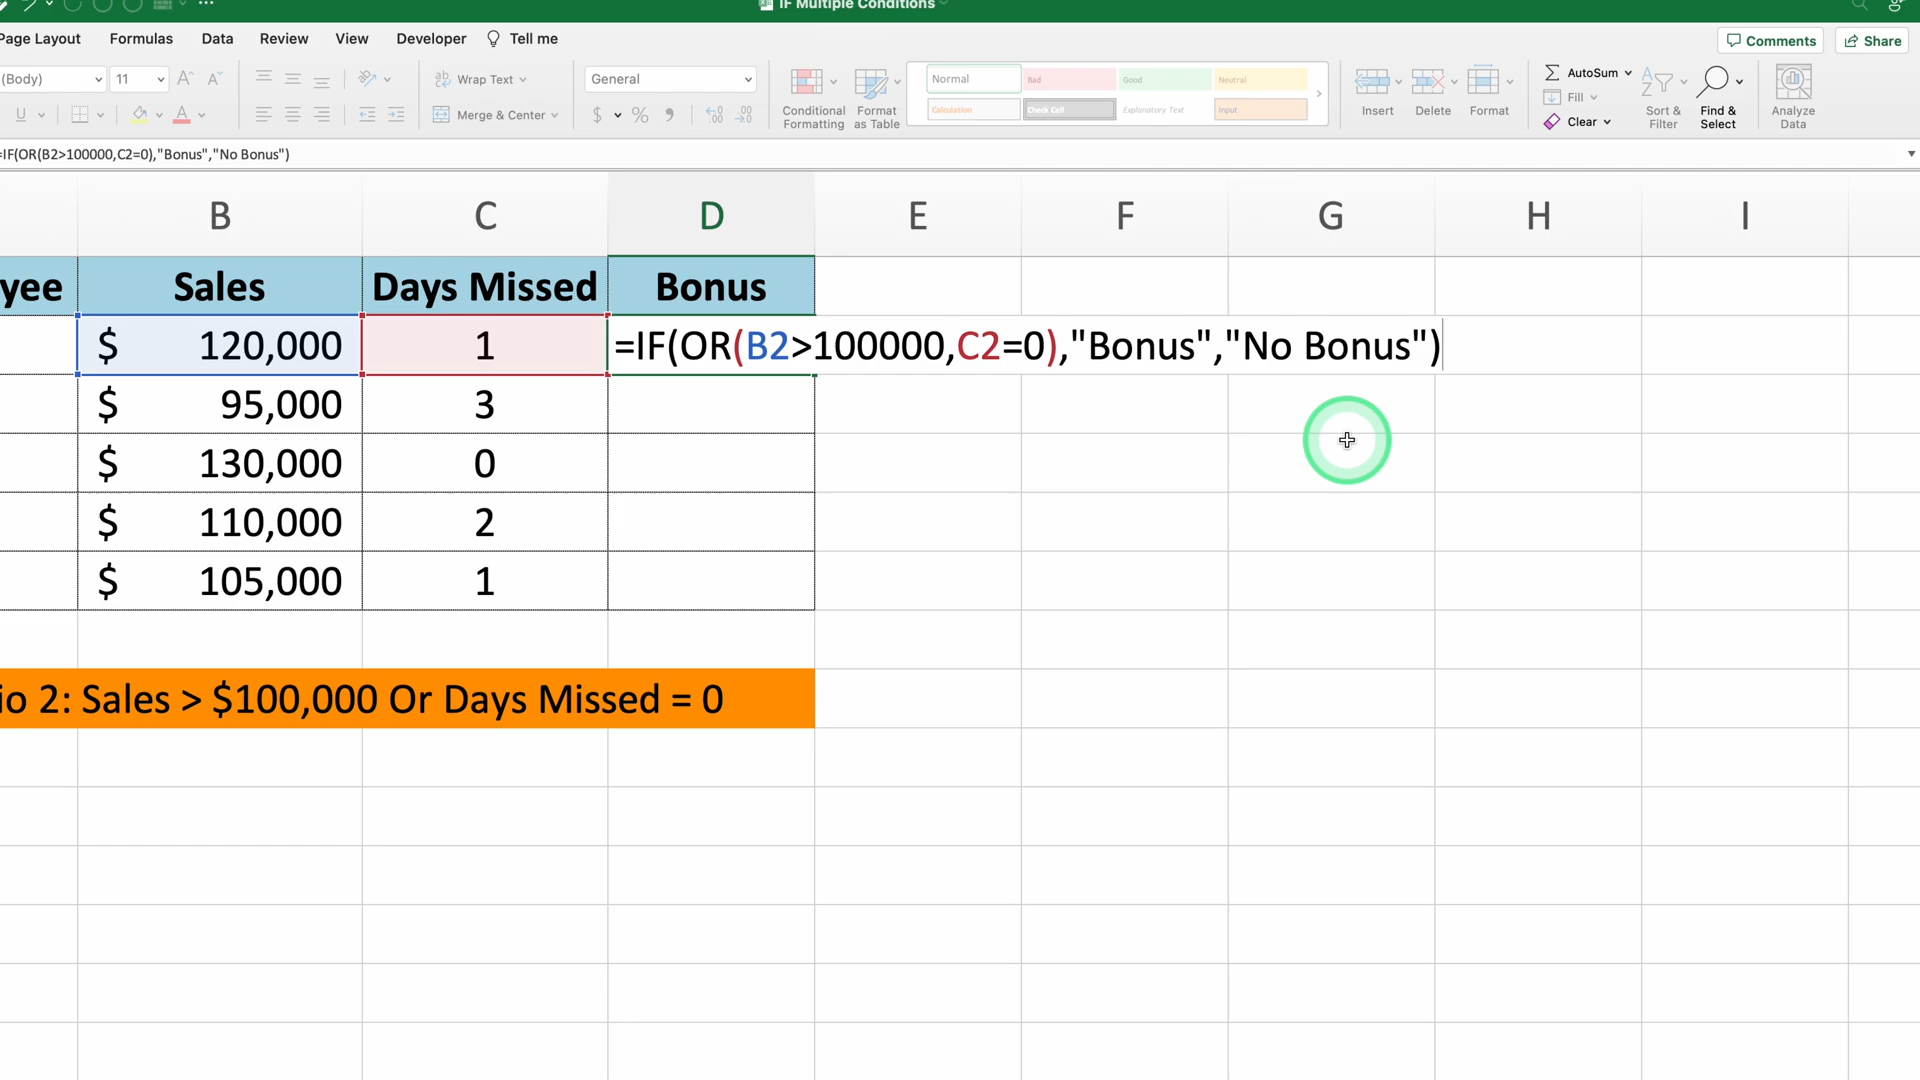 IF Multiple Conditions
Page Layout Formulas Data Review View Developer Tell me Comments Share
(Body) 11 Wrap Text General Normal Bad Good Neutral AutoSum
Calculation Check Cell Explanatory Text Input Fill
U Merge & Center $ % Conditional Formatting Format as Table Insert Delete Format Clear Sort & Filter Find & Select Analyze Data
=IF(OR(B2>100000,C2=0),"Bonus","No Bonus")
B C D E F G H I
yee Sales Days Missed Bonus
$ 120,000 1 =IF(OR(B2>100000,C2=0),"Bonus","No Bonus")
$ 95,000 3
$ 130,000 0
$ 110,000 2
$ 105,000 1
io 2: Sales > $100,000 Or Days Missed = 0